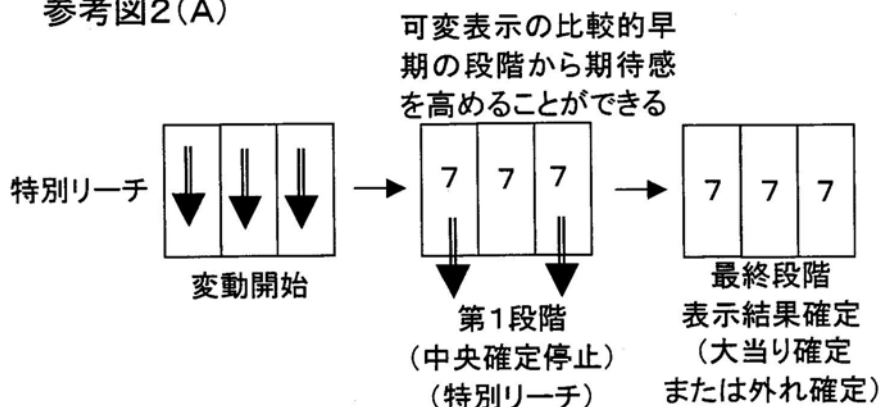 参考図2(A)
可変表示の比較的早
期の段階から期待感
を高めることができる
特別リーチ
7 7 7
7 7 7
変動開始
第1段階
(中央確定停止)
(特別リーチ)
最終段階
表示結果確定
(大当り確定
または外れ確定)